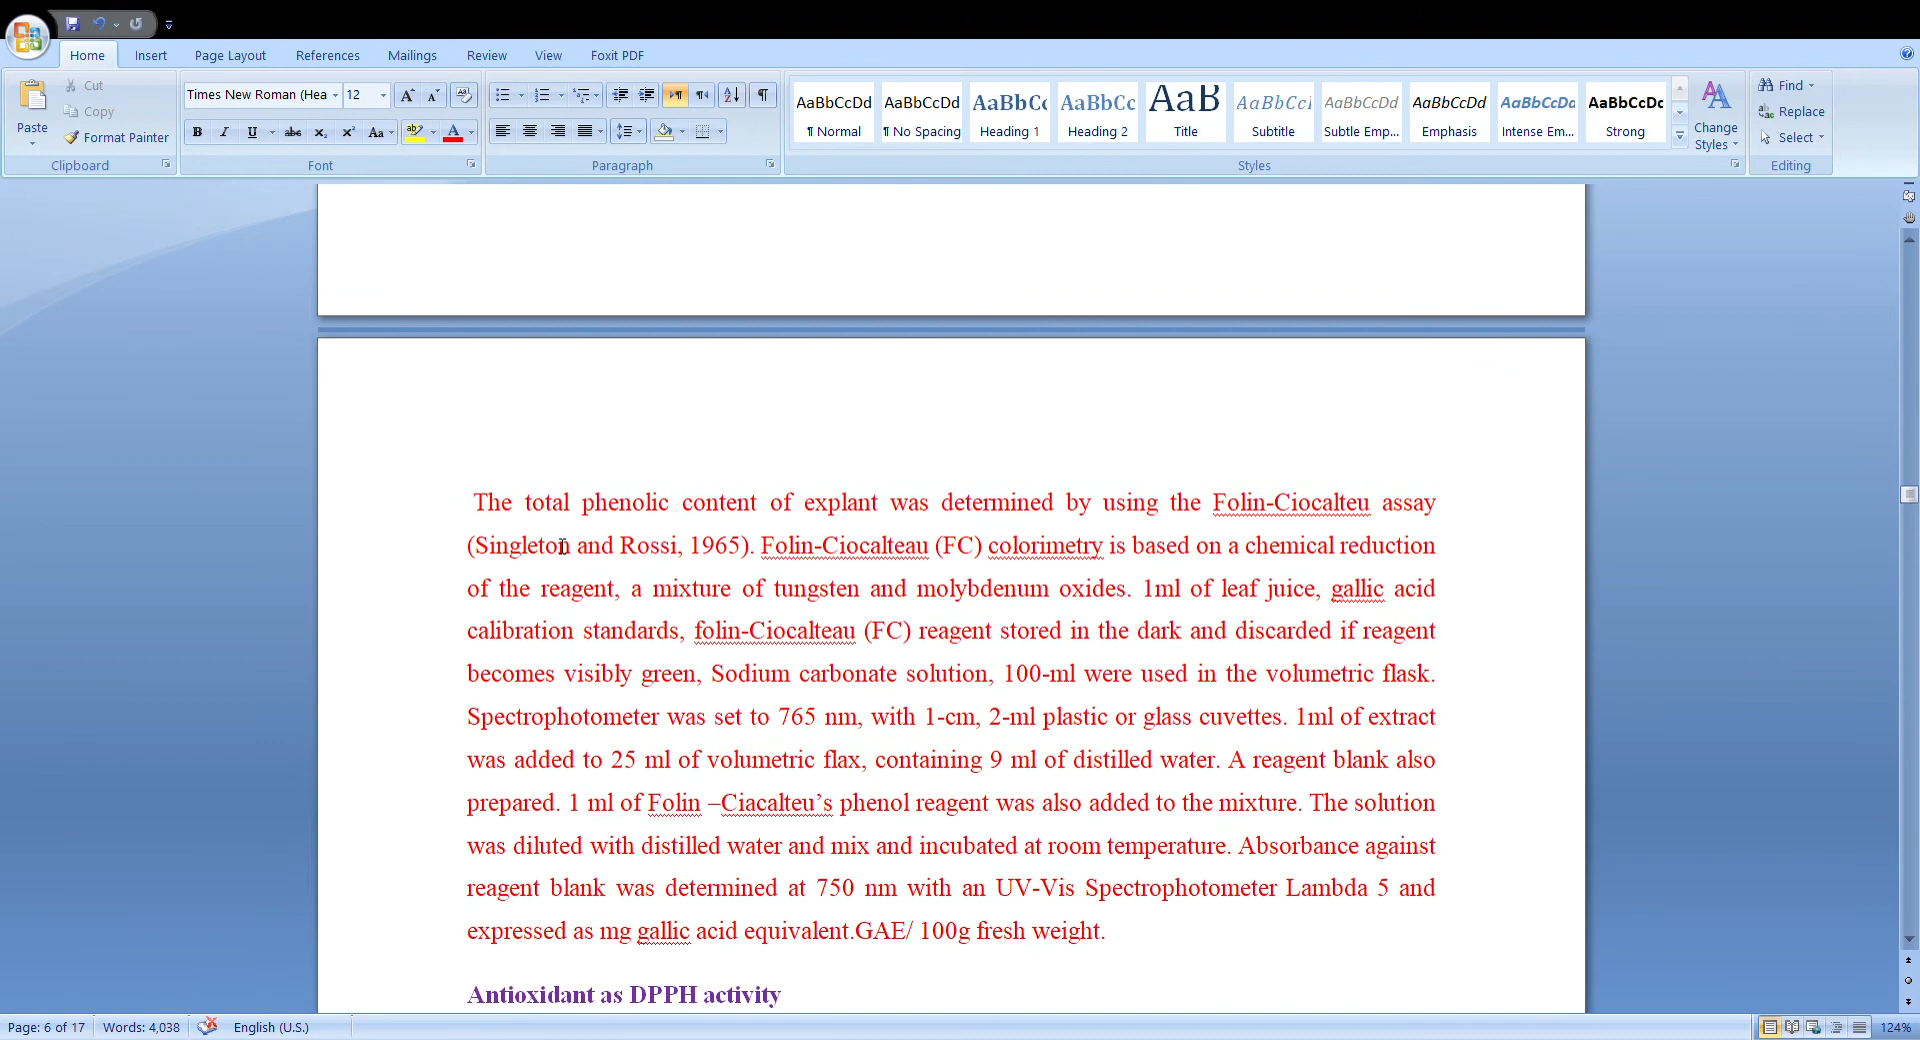 Home Insert Page Layout References Mailings Review View Foxit PDF
Paste Cut Copy Format Painter
Clipboard
Times New Roman (Hea 12
Font
Paragraph
AaBbCcDd AaBbCcDd AaBbCc AaBbCc AaB AaBbCcI AaBbCcDd AaBbCcDd AaBbCcDc AaBbCcDc
¶ Normal ¶ No Spacing Heading 1 Heading 2 Title Subtitle Subtle Emp... Emphasis Intense Em... Strong
Change Styles
Styles
Find
Replace
Select
Editing
The total phenolic content of explant was determined by using the Folin-Ciocalteu assay
(Singleton and Rossi, 1965). Folin-Ciocalteau (FC) colorimetry is based on a chemical reduction
of the reagent, a mixture of tungsten and molybdenum oxides. 1ml of leaf juice, gallic acid
calibration standards, folin-Ciocalteau (FC) reagent stored in the dark and discarded if reagent
becomes visibly green, Sodium carbonate solution, 100-ml were used in the volumetric flask.
Spectrophotometer was set to 765 nm, with 1-cm, 2-ml plastic or glass cuvettes. 1ml of extract
was added to 25 ml of volumetric flax, containing 9 ml of distilled water. A reagent blank also
prepared. 1 ml of Folin –Ciacalteu’s phenol reagent was also added to the mixture. The solution
was diluted with distilled water and mix and incubated at room temperature. Absorbance against
reagent blank was determined at 750 nm with an UV-Vis Spectrophotometer Lambda 5 and
expressed as mg gallic acid equivalent.GAE/ 100g fresh weight.
Antioxidant as DPPH activity
Page: 6 of 17 Words: 4,038 English (U.S.) 124%